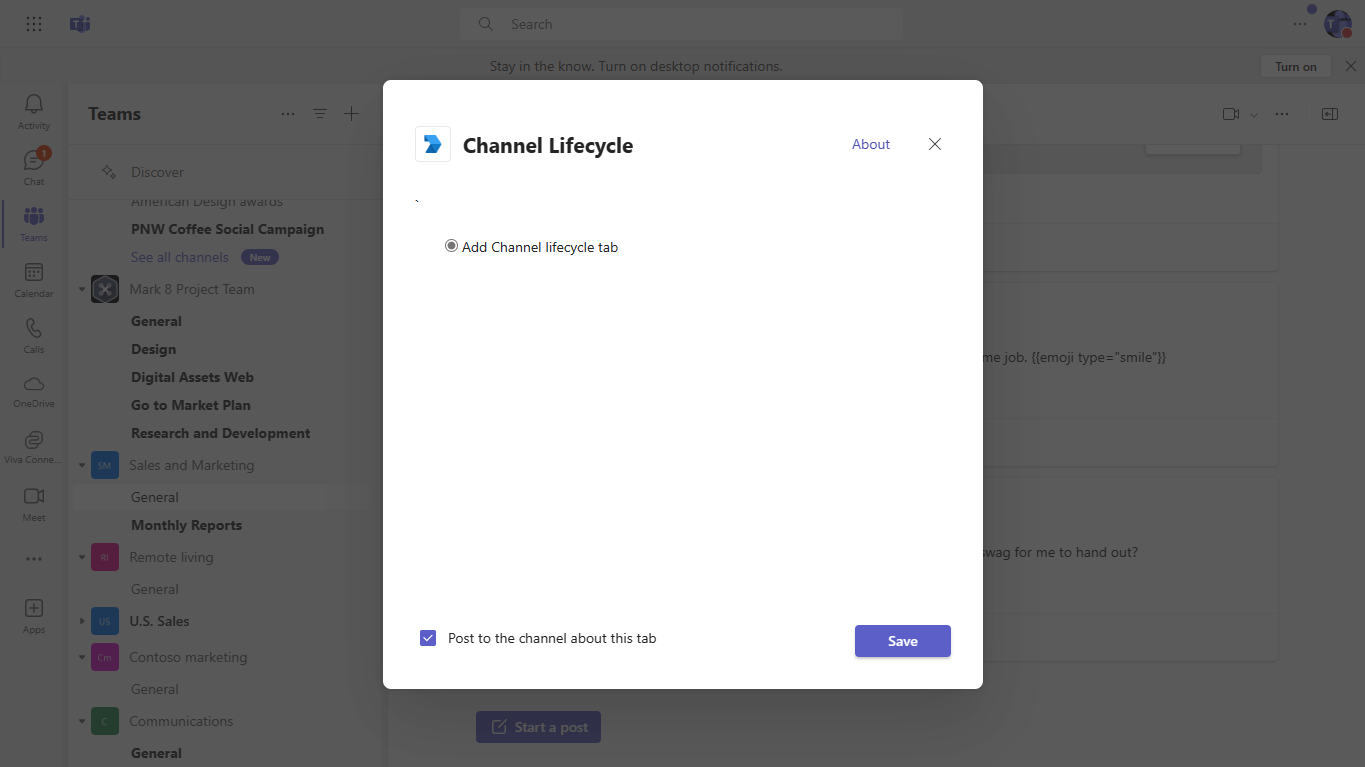 Search
Stay in the know. Turn on desktop notifications.
Turn on
Activity
Chat
1
Teams
Calendar
Calls
OneDrive
Viva Conne...
Meet
Apps
Teams
Discover
American Design awards
PNW Coffee Social Campaign
See all channels New
Mark 8 Project Team
General
Design
Digital Assets Web
Go to Market Plan
Research and Development
SM Sales and Marketing
General
Monthly Reports
RI Remote living
General
US U.S. Sales
Cm Contoso marketing
General
C Communications
General
Channel Lifecycle
About
`
Add Channel lifecycle tab
Post to the channel about this tab
Save
me job. {{emoji type="smile"}}
swag for me to hand out?
Start a post